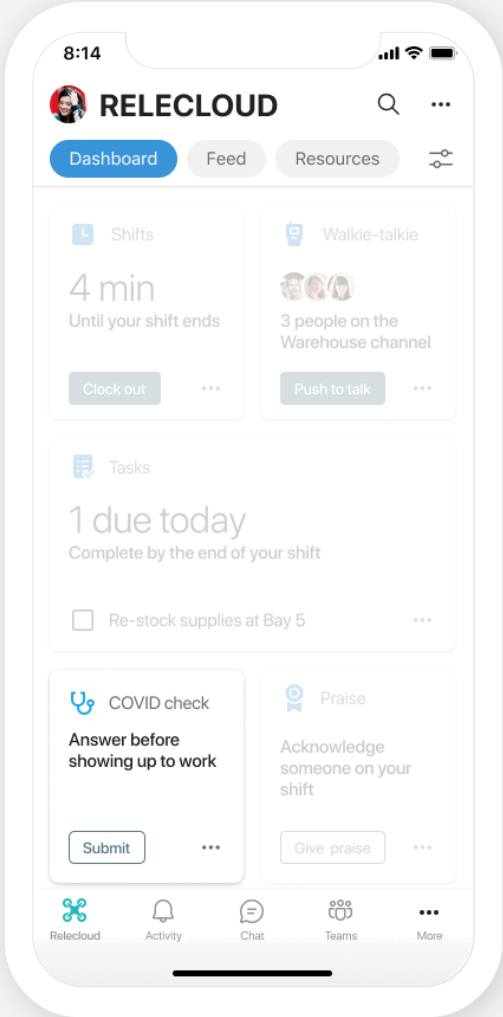 8:14
RELECLOUD
Dashboard
Feed
Resources
Shifts
4 min
Until your shift ends
Clock out
Walkie-talkie
3 people on the
Warehouse channel
Push to talk
Tasks
1 due today
Complete by the end of your shift
Re-stock supplies at Bay 5
COVID check
Answer before
showing up to work
Submit
Praise
Acknowledge
someone on your
shift
Give praise
Relecloud
Activity
Chat
Teams
More